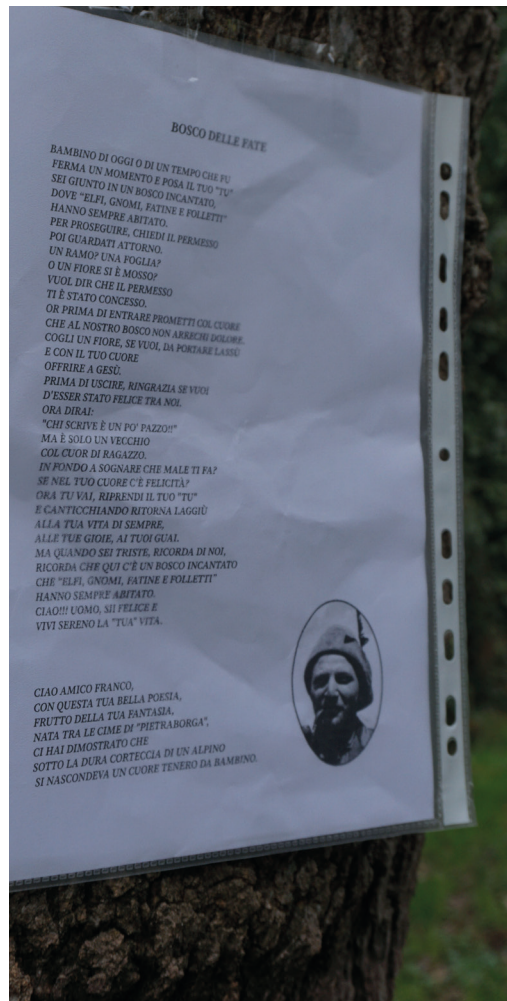 BOSCO DELLE FATE
BAMBINO DI OGGI O DI UN TEMPO CHE FU
FERMA UN MOMENTO E POSA IL TUO "TU"
SEI GIUNTO IN UN BOSCO INCANTATO,
DOVE "ELFI, GNOMI, FATINE E FOLLETTI"
HANNO SEMPRE ABITATO.
PER PROSEGUIRE, CHIEDI IL PERMESSO
POI GUARDATI ATTORNO.
UN RAMO? UNA FOGLIA?
O UN FIORE SI È MOSSO?
VUOL DIR CHE IL PERMESSO
TI È STATO CONCESSO.
OR PRIMA DI ENTRARE PROMETTI COL CUORE
CHE AL NOSTRO BOSCO NON ARRECHI DOLORE.
COGLI UN FIORE, SE VUOI, DA PORTARE LASSÙ
E CON IL TUO CUORE
OFFRIRE A GESÙ.
PRIMA DI USCIRE, RINGRAZIA SE VUOI
D'ESSER STATO FELICE TRA NOI.
ORA DIRAI:
"CHI SCRIVE È UN PO' PAZZO!!"
MA È SOLO UN VECCHIO
COL CUOR DI RAGAZZO.
IN FONDO A SOGNARE CHE MALE TI FA?
SE NEL TUO CUORE C'È FELICITÀ?
ORA TU VAI, RIPRENDI IL TUO "TU"
E CANTICCHIANDO RITORNA LAGGIÙ
ALLA TUA VITA DI SEMPRE,
ALLE TUE GIOIE, AI TUOI GUAI.
MA QUANDO SEI TRISTE, RICORDA DI NOI,
RICORDA CHE QUI C'È UN BOSCO INCANTATO
CHE "ELFI, GNOMI, FATINE E FOLLETTI"
HANNO SEMPRE ABITATO.
CIAO!!! UOMO, SII FELICE E
VIVI SERENO LA "TUA" VITA.
CIAO AMICO FRANCO,
CON QUESTA TUA BELLA POESIA,
FRUTTO DELLA TUA FANTASIA,
NATA TRA LE CIME DI "PIETRABORGA",
CI HAI DIMOSTRATO CHE
SOTTO LA DURA CORTECCIA DI UN ALPINO
SI NASCONDEVA UN CUORE TENERO DA BAMBINO.